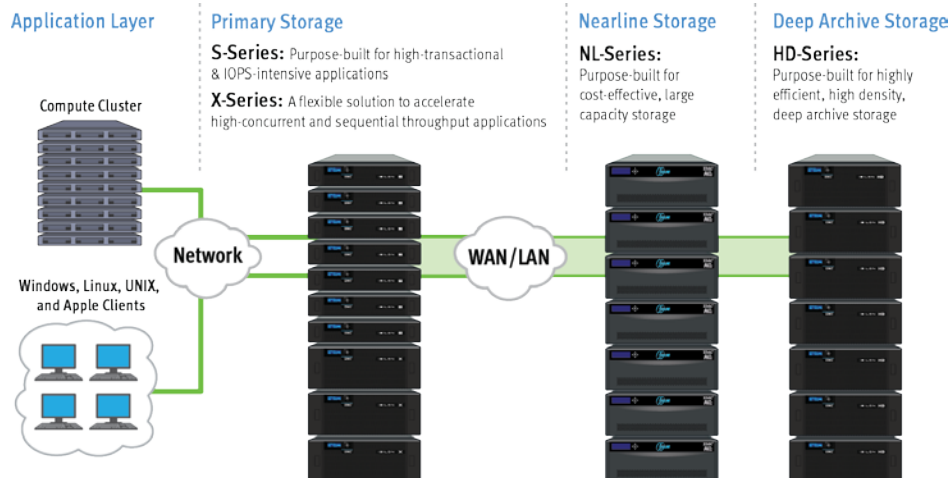 Application Layer
Primary Storage
Nearline Storage
Deep Archive Storage
S-Series: Purpose-built for high-transactional
& IOPS-intensive applications
X-Series: A flexible solution to accelerate
high-concurrent and sequential throughput applications
NL-Series:
Purpose-built for
cost-effective, large
capacity storage
HD-Series:
Purpose-built for highly
efficient, high density,
deep archive storage
Compute Cluster
Network
WAN/LAN
Windows, Linux, UNIX,
and Apple Clients